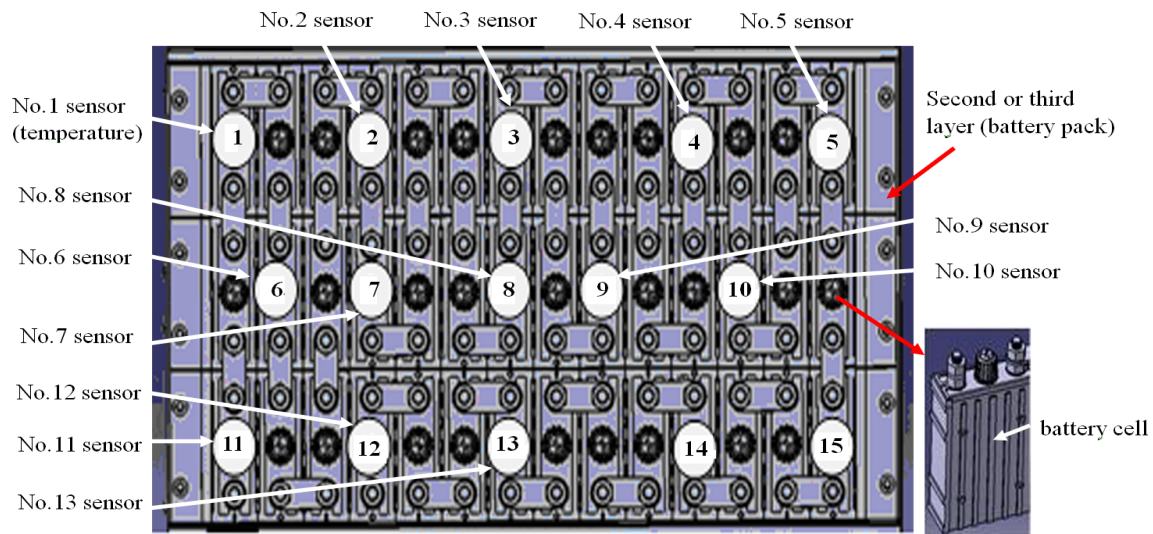 No.2 sensor
No.3 sensor
No.4 sensor
No.5 sensor
No.1 sensor
(temperature)
Second or third
layer (battery pack)
1
2
3
4
5
No.8 sensor
No.6 sensor
No.9 sensor
No.10 sensor
6
7
8
9
10
No.7 sensor
No.12 sensor
No.11 sensor
No.13 sensor
11
12
13
14
15
battery cell